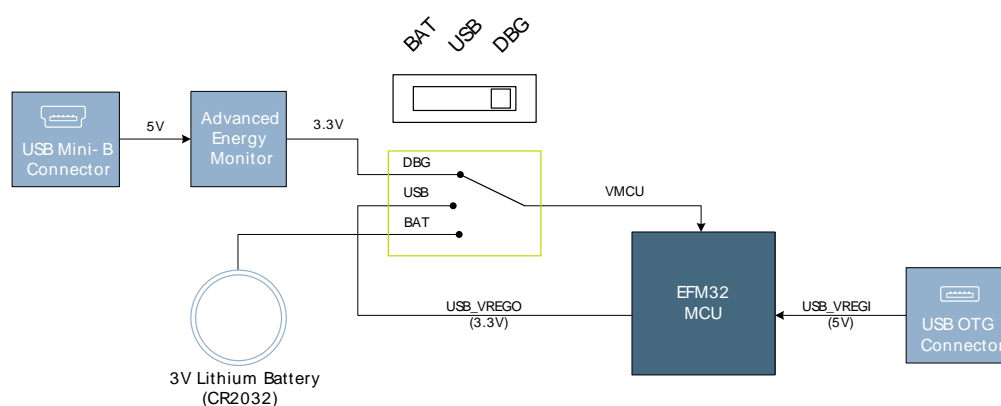 BAT USB DBG
USB Mini-B
Connector
5V
Advanced
Energy
Monitor
3.3V
DBG
USB
BAT
VMCU
EFM32
MCU
USB_VREGO
(3.3V)
USB_VREGI
(5V)
USB OTG
Connector
3V Lithium Battery
(CR2032)